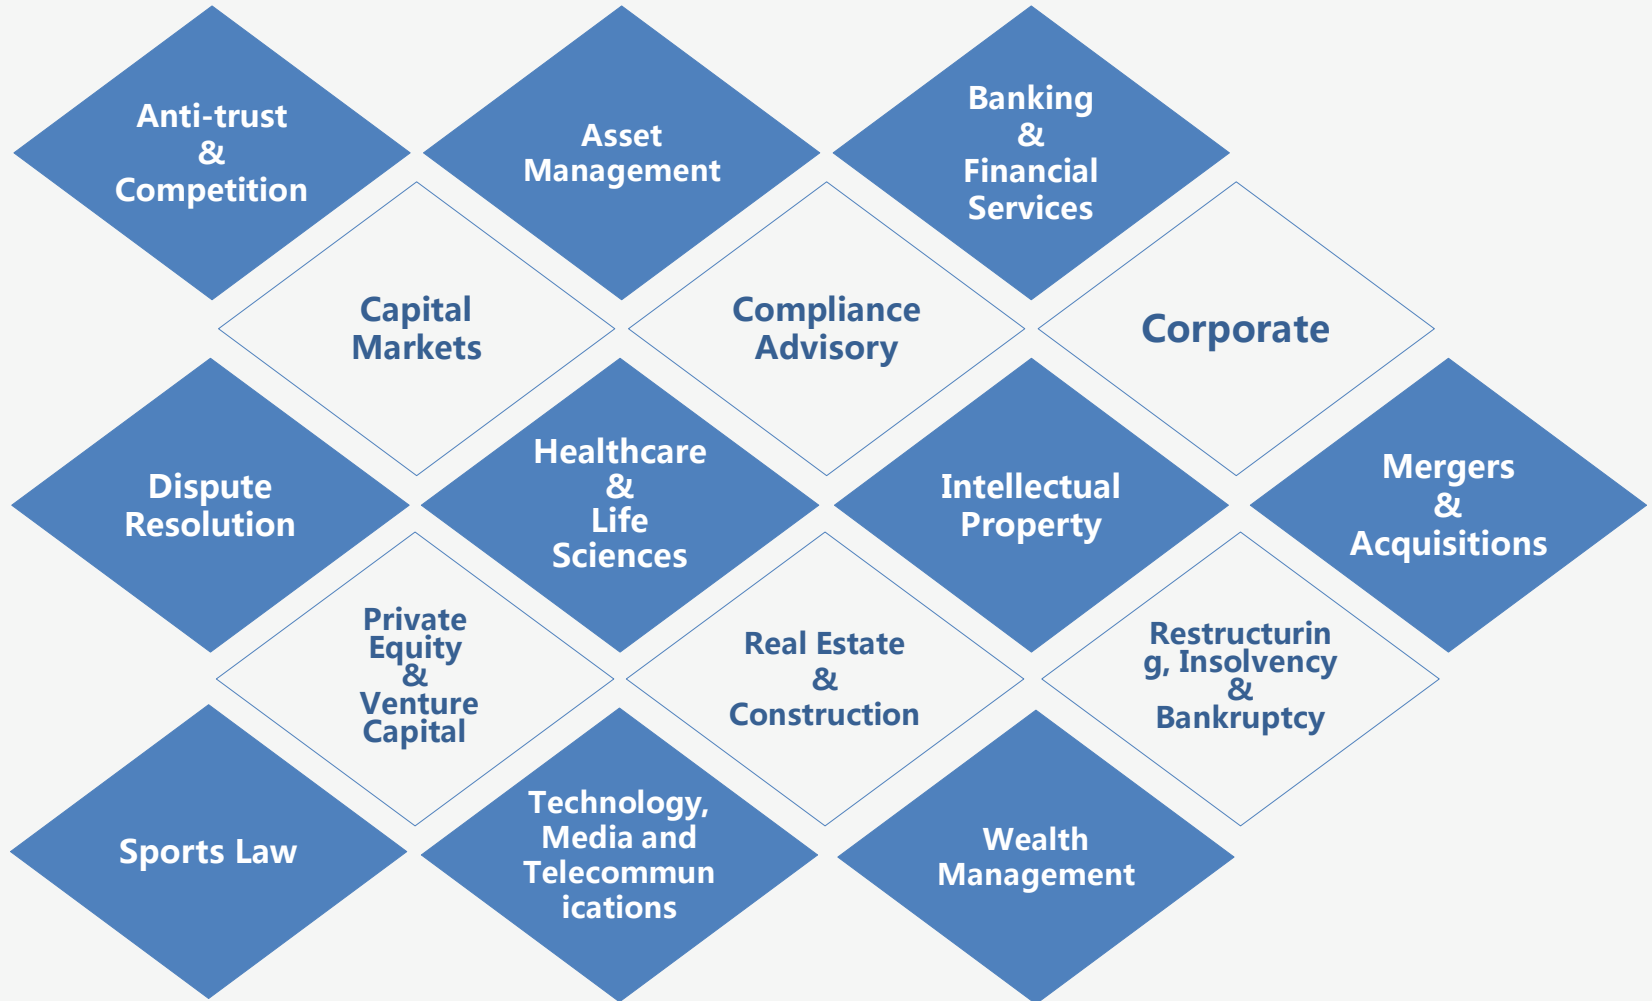 Anti-trust
&
Competition
Asset
Management
Banking
&
Financial
Services
Capital
Markets
Compliance
Advisory
Corporate
Dispute
Resolution
Healthcare
&
Life
Sciences
Intellectual
Property
Mergers
&
Acquisitions
Private
Equity
&
Venture
Capital
Real Estate
&
Construction
Restructurin
g, Insolvency
&
Bankruptcy
Sports Law
Technology,
Media and
Telecommun
ications
Wealth
Management